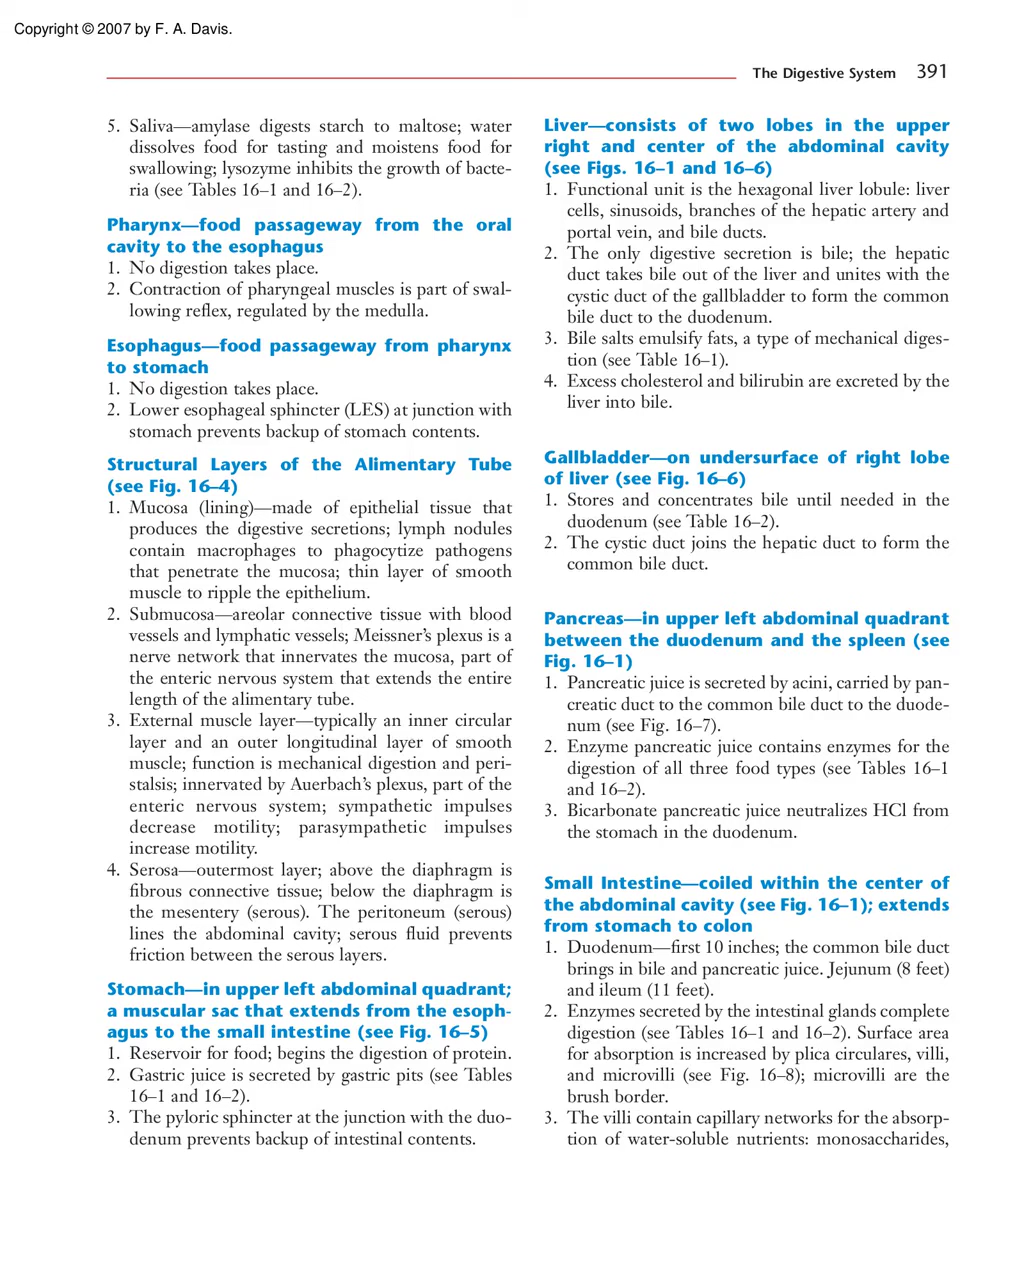 Copyright © 2007 by F. A. Davis.
The Digestive System 391
5. Saliva—amylase digests starch to maltose; water
dissolves food for tasting and moistens food for
swallowing; lysozyme inhibits the growth of bacte-
ria (see Tables 16–1 and 16–2).
Pharynx—food passageway from the oral
cavity to the esophagus
1. No digestion takes place.
2. Contraction of pharyngeal muscles is part of swal-
lowing reflex, regulated by the medulla.
Esophagus—food passageway from pharynx
to stomach
1. No digestion takes place.
2. Lower esophageal sphincter (LES) at junction with
stomach prevents backup of stomach contents.
Structural Layers of the Alimentary Tube
(see Fig. 16–4)
1. Mucosa (lining)—made of epithelial tissue that
produces the digestive secretions; lymph nodules
contain macrophages to phagocytize pathogens
that penetrate the mucosa; thin layer of smooth
muscle to ripple the epithelium.
2. Submucosa—areolar connective tissue with blood
vessels and lymphatic vessels; Meissner’s plexus is a
nerve network that innervates the mucosa, part of
the enteric nervous system that extends the entire
length of the alimentary tube.
3. External muscle layer—typically an inner circular
layer and an outer longitudinal layer of smooth
muscle; function is mechanical digestion and peri-
stalsis; innervated by Auerbach’s plexus, part of the
enteric nervous system; sympathetic impulses
decrease motility; parasympathetic impulses
increase motility.
4. Serosa—outermost layer; above the diaphragm is
fibrous connective tissue; below the diaphragm is
the mesentery (serous). The peritoneum (serous)
lines the abdominal cavity; serous fluid prevents
friction between the serous layers.
Stomach—in upper left abdominal quadrant;
a muscular sac that extends from the esoph-
agus to the small intestine (see Fig. 16–5)
1. Reservoir for food; begins the digestion of protein.
2. Gastric juice is secreted by gastric pits (see Tables
16–1 and 16–2).
3. The pyloric sphincter at the junction with the duo-
denum prevents backup of intestinal contents.
Liver—consists of two lobes in the upper
right and center of the abdominal cavity
(see Figs. 16–1 and 16–6)
1. Functional unit is the hexagonal liver lobule: liver
cells, sinusoids, branches of the hepatic artery and
portal vein, and bile ducts.
2. The only digestive secretion is bile; the hepatic
duct takes bile out of the liver and unites with the
cystic duct of the gallbladder to form the common
bile duct to the duodenum.
3. Bile salts emulsify fats, a type of mechanical diges-
tion (see Table 16–1).
4. Excess cholesterol and bilirubin are excreted by the
liver into bile.
Gallbladder—on undersurface of right lobe
of liver (see Fig. 16–6)
1. Stores and concentrates bile until needed in the
duodenum (see Table 16–2).
2. The cystic duct joins the hepatic duct to form the
common bile duct.
Pancreas—in upper left abdominal quadrant
between the duodenum and the spleen (see
Fig. 16–1)
1. Pancreatic juice is secreted by acini, carried by pan-
creatic duct to the common bile duct to the duode-
num (see Fig. 16–7).
2. Enzyme pancreatic juice contains enzymes for the
digestion of all three food types (see Tables 16–1
and 16–2).
3. Bicarbonate pancreatic juice neutralizes HCl from
the stomach in the duodenum.
Small Intestine—coiled within the center of
the abdominal cavity (see Fig. 16–1); extends
from stomach to colon
1. Duodenum—first 10 inches; the common bile duct
brings in bile and pancreatic juice. Jejunum (8 feet)
and ileum (11 feet).
2. Enzymes secreted by the intestinal glands complete
digestion (see Tables 16–1 and 16–2). Surface area
for absorption is increased by plica circulares, villi,
and microvilli (see Fig. 16–8); microvilli are the
brush border.
3. The villi contain capillary networks for the absorp-
tion of water-soluble nutrients: monosaccharides,